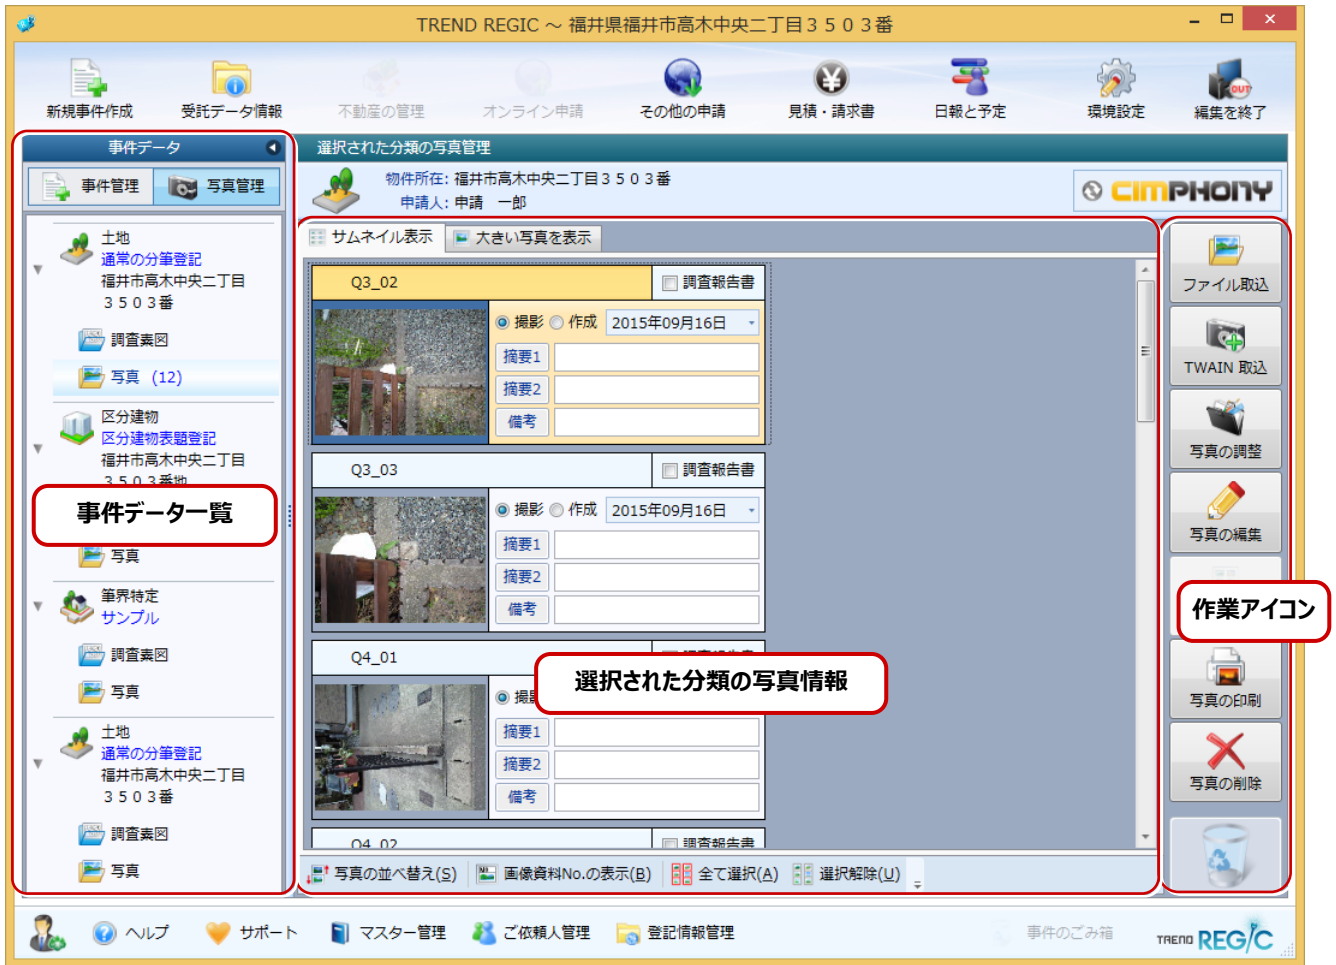 TREND REGIC ～ 福井県福井市高木中央二丁目３５０３番
新規事件作成
受託データ情報
不動産の管理
オンライン申請
その他の申請
見積・請求書
日報と予定
環境設定
編集を終了
事件データ
事件管理
写真管理
土地
通常の分筆登記
福井市高木中央二丁目
３５０３番
調査素図
写真 (12)
区分建物
区分建物表題登記
福井市高木中央二丁目
３５０３番地
事件データ一覧
写真
筆界特定
サンプル
調査素図
写真
土地
通常の分筆登記
福井市高木中央二丁目
３５０３番
調査素図
写真
選択された分類の写真管理
物件所在: 福井市高木中央二丁目３５０３番
申請人: 申請 一郎
CIMPHONY
サムネイル表示
大きい写真を表示
Q3_02
調査報告書
撮影 作成 2015年09月16日
摘要1
摘要2
備考
Q3_03
調査報告書
撮影 作成 2015年09月16日
摘要1
摘要2
備考
Q4_01
選択された分類の写真情報
摘要1
摘要2
備考
Q4_02
調査報告書
写真の並べ替え(S)
画像資料No.の表示(B)
全て選択(A)
選択解除(U)
ファイル取込
TWAIN 取込
写真の調整
写真の編集
作業アイコン
写真の印刷
写真の削除
ヘルプ
サポート
マスター管理
ご依頼人管理
登記情報管理
事件のごみ箱
TREND REGIC